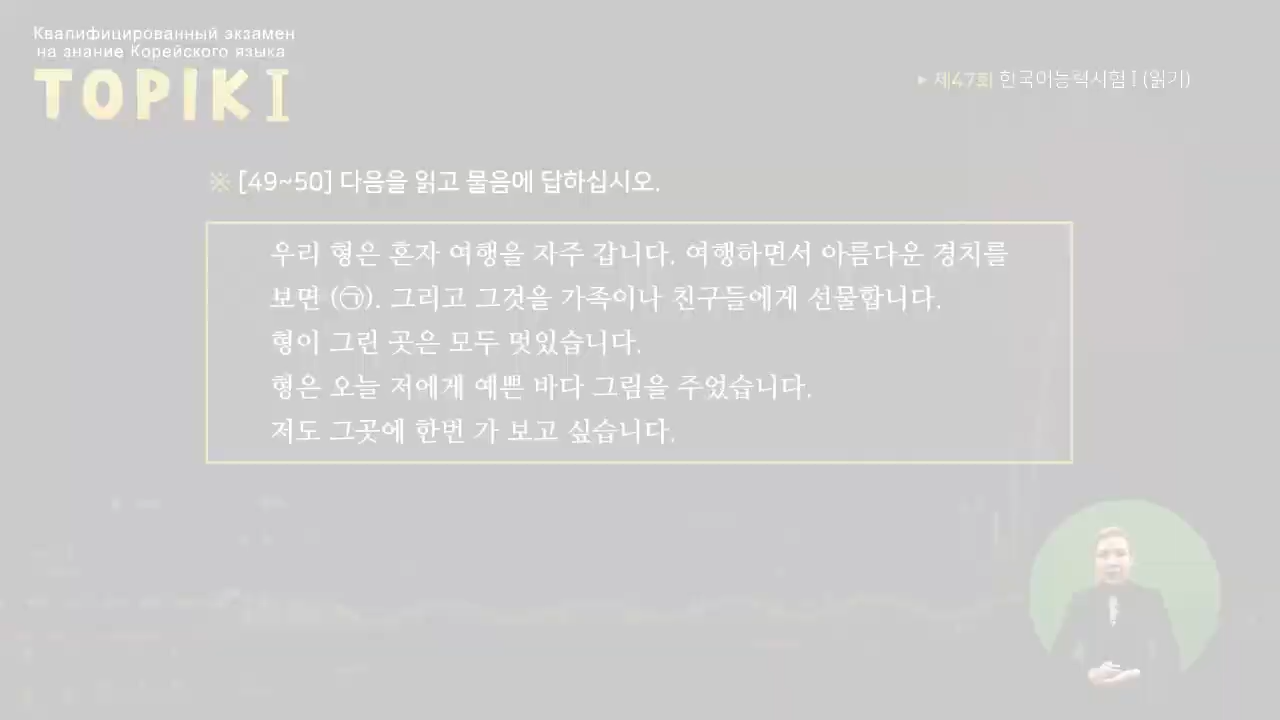 Квалифицированный экзамен
на знание Корейского языка
TOPIK I
▸ 제47회 한국어능력시험 I (읽기)
※ [49~50] 다음을 읽고 물음에 답하십시오.
우리 형은 혼자 여행을 자주 갑니다. 여행하면서 아름다운 경치를
보면 (㉠). 그리고 그것을 가족이나 친구들에게 선물합니다.
형이 그린 곳은 모두 멋있습니다.
형은 오늘 저에게 예쁜 바다 그림을 주었습니다.
저도 그곳에 한번 가 보고 싶습니다.